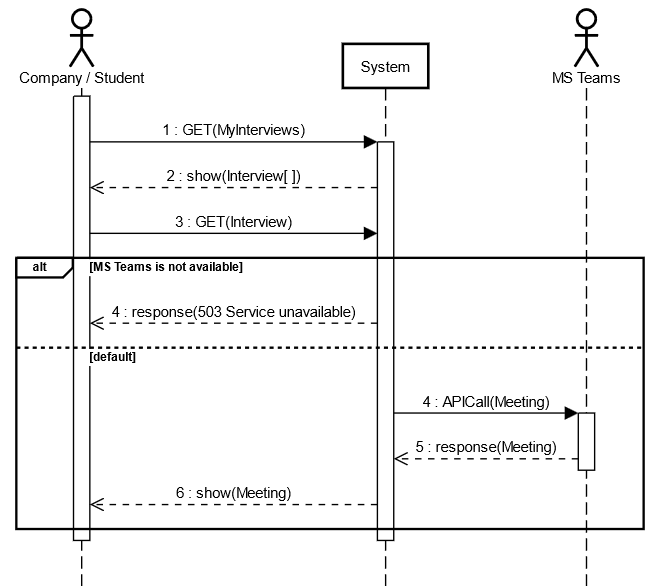 Company / Student
System
MS Teams
1 : GET(MyInterviews)
2 : show(Interview[ ])
3 : GET(Interview)
alt
[MS Teams is not available]
4 : response(503 Service unavailable)
[default]
4 : APICall(Meeting)
5 : response(Meeting)
6 : show(Meeting)